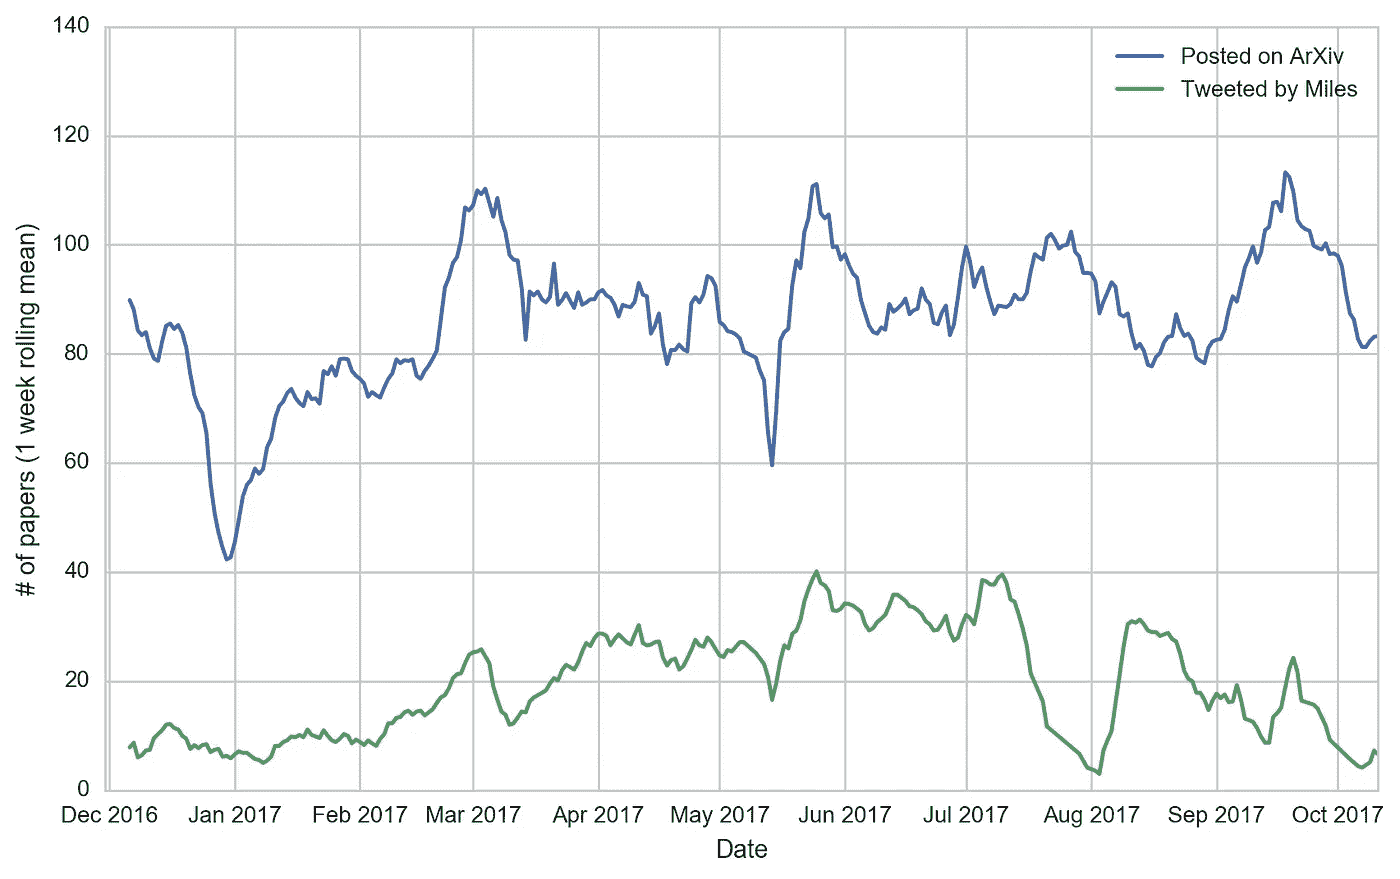 140
120
100
80
60
40
20
0
# of papers (1 week rolling mean)
Posted on ArXiv
Tweeted by Miles
Dec 2016 Jan 2017 Feb 2017 Mar 2017 Apr 2017 May 2017 Jun 2017 Jul 2017 Aug 2017 Sep 2017 Oct 2017
Date